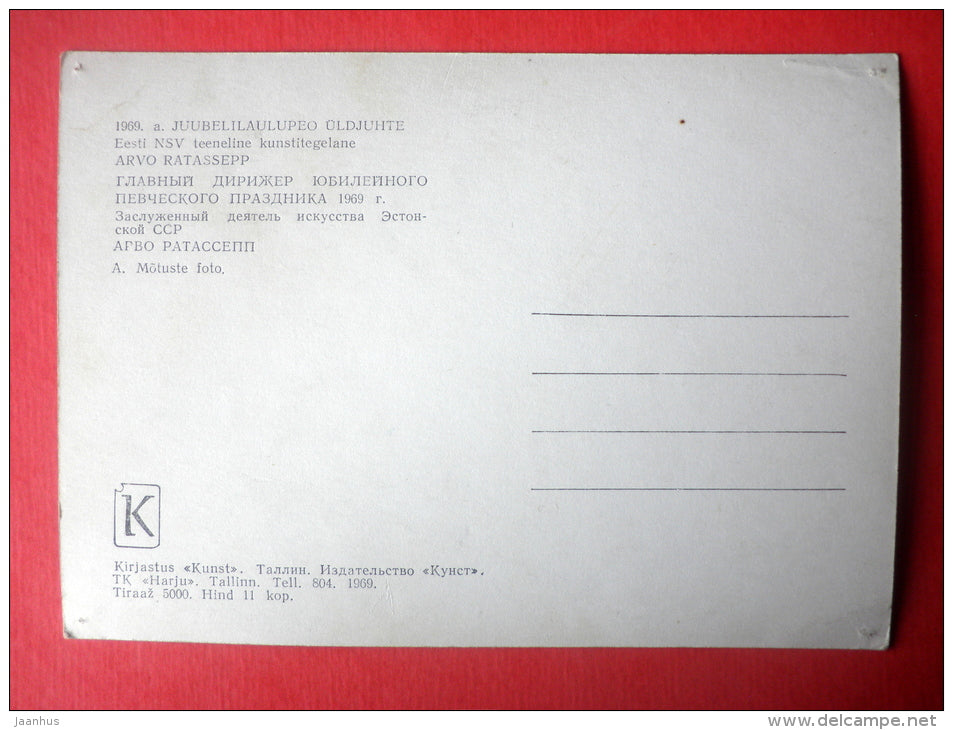 1969. a. JUUBELILAULUPEO ÜLDJUHTE
Eesti NSV teeneline kunstitegelane
ARVO RATASSEPP
ГЛАВНЫЙ ДИРИЖЕР ЮБИЛЕЙНОГО
ПЕВЧЕСКОГО ПРАЗДНИКА 1969 г.
Заслуженный деятель искусства Эстон-
ской ССР
АРВО РАТАССЕПП
A. Mõtuste foto.
K
Kirjastus «Kunst». Таллин. Издательство «Кунст».
TK «Harju». Tallinn. Tell. 804. 1969.
Tiraaž 5000. Hind 11 kop.
Jaanhus
www.delcampe.net